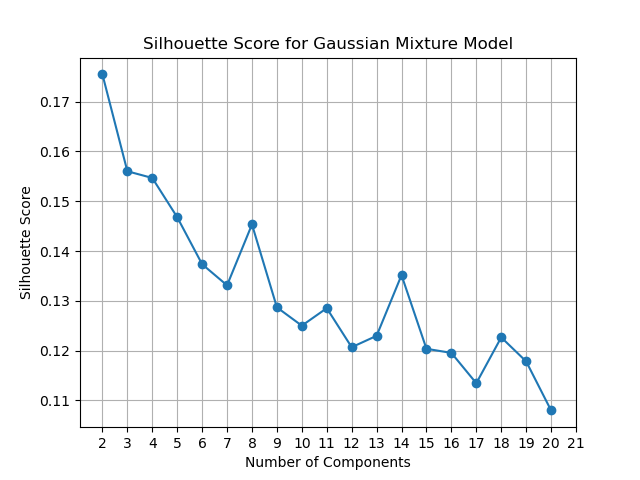 Silhouette Score for Gaussian Mixture Model
0.17
0.16
0.15
0.14
0.13
0.12
0.11
Silhouette Score
2 3 4 5 6 7 8 9 10 11 12 13 14 15 16 17 18 19 20 21
Number of Components